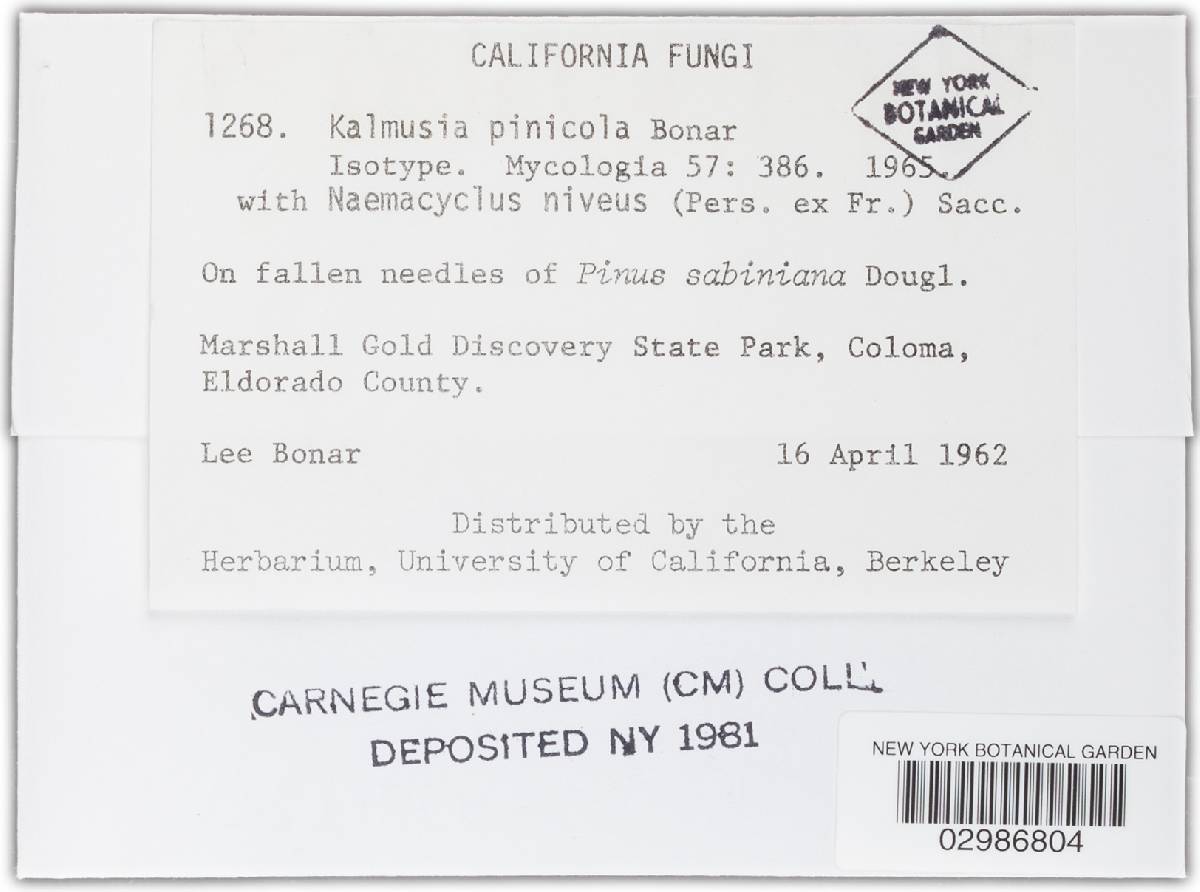 CALIFORNIA FUNGI
NEW YORK
BOTANICAL
GARDEN
1268. Kalmusia pinicola Bonar
Isotype. Mycologia 57: 386. 1965.
with Naemacyclus niveus (Pers. ex Fr.) Sacc.
On fallen needles of Pinus sabiniana Dougl.
Marshall Gold Discovery State Park, Coloma,
Eldorado County.
Lee Bonar 16 April 1962
Distributed by the
Herbarium, University of California, Berkeley
CARNEGIE MUSEUM (CM) COLL.
DEPOSITED NY 1981
NEW YORK BOTANICAL GARDEN
02986804